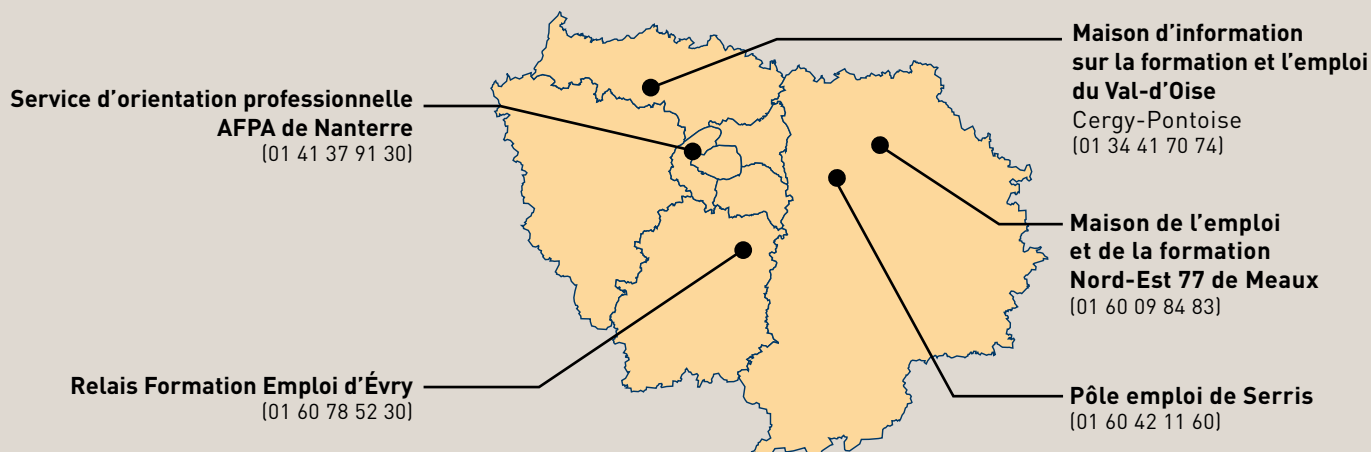 Service d’orientation professionnelle
AFPA de Nanterre
(01 41 37 91 30)
Relais Formation Emploi d’Évry
(01 60 78 52 30)
Maison d’information
sur la formation et l’emploi
du Val-d’Oise
Cergy-Pontoise
(01 34 41 70 74)
Maison de l’emploi
et de la formation
Nord-Est 77 de Meaux
(01 60 09 84 83)
Pôle emploi de Serris
(01 60 42 11 60)